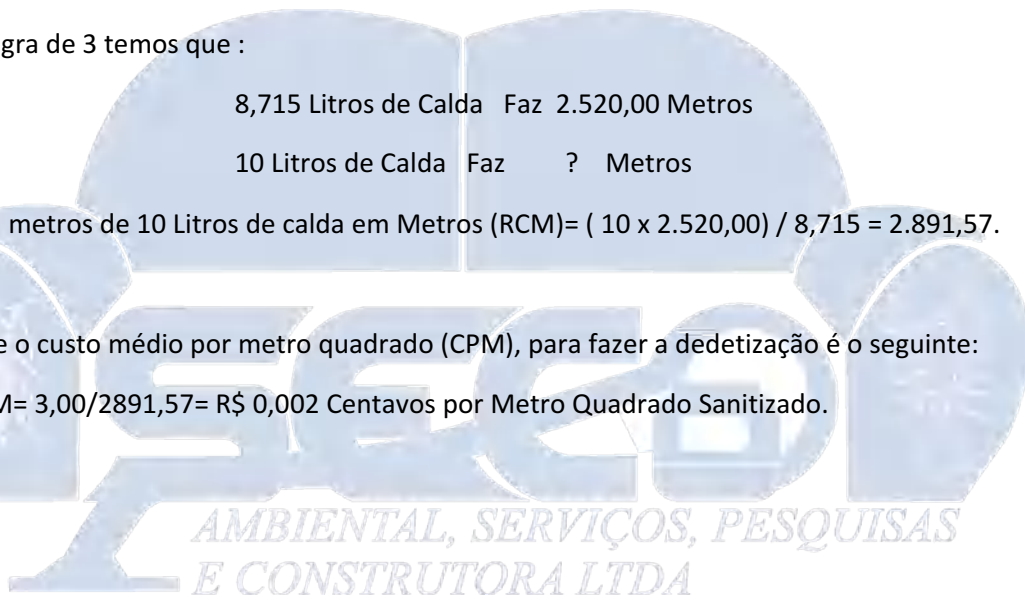 gra de 3 temos que :
8,715 Litros de Calda Faz 2.520,00 Metros
10 Litros de Calda Faz ? Metros
metros de 10 Litros de calda em Metros (RCM)= ( 10 x 2.520,00) / 8,715 = 2.891,57.
e o custo médio por metro quadrado (CPM), para fazer a dedetização é o seguinte:
M= 3,00/2891,57= R$ 0,002 Centavos por Metro Quadrado Sanitizado.
ASECON
AMBIENTAL, SERVIÇOS, PESQUISAS
E CONSTRUTORA LTDA